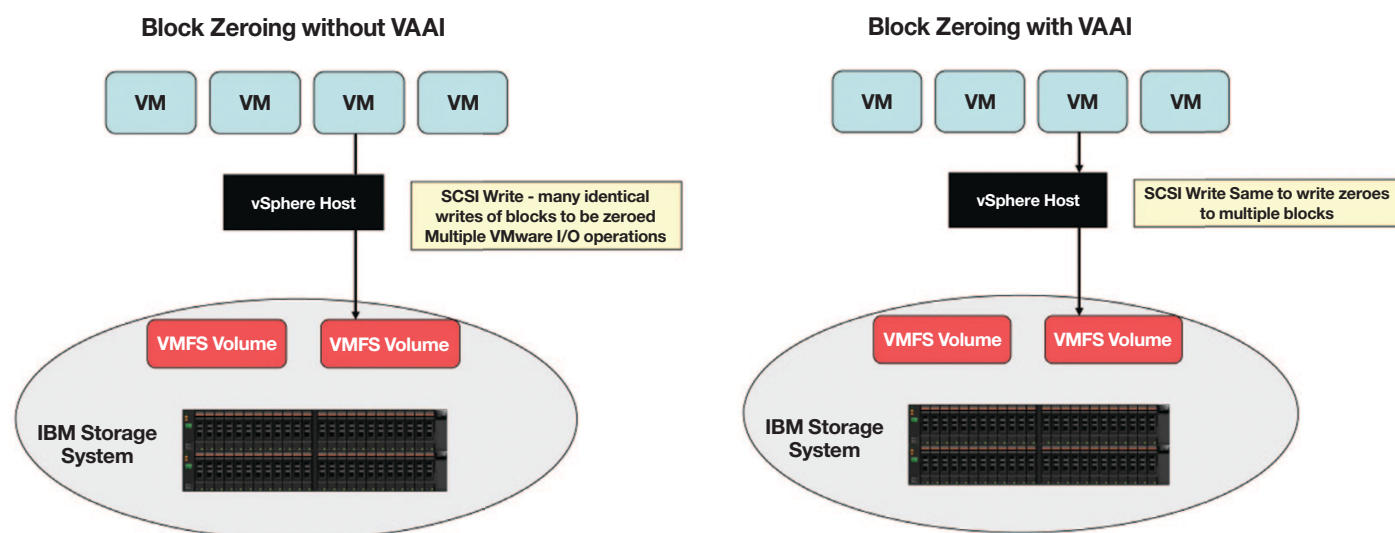 Block Zeroing without VAAI
VM
VM
VM
VM
vSphere Host
SCSI Write - many identical
writes of blocks to be zeroed
Multiple VMware I/O operations
VMFS Volume
VMFS Volume
IBM Storage
System
Block Zeroing with VAAI
VM
VM
VM
VM
vSphere Host
SCSI Write Same to write zeroes
to multiple blocks
VMFS Volume
VMFS Volume
IBM Storage
System